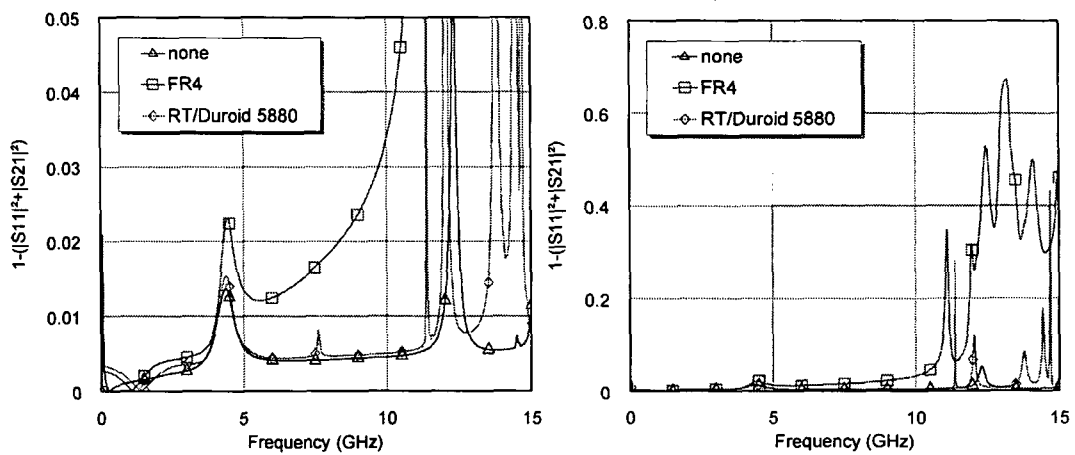 0.05
0.04
0.03
0.02
0.01
0
1-(|S11|²+|S21|²)
none
FR4
RT/Duroid 5880
0
5
10
15
Frequency (GHz)
0.8
0.6
0.4
0.2
0
1-(|S11|²+|S21|²)
none
FR4
RT/Duroid 5880
0
5
10
15
Frequency (GHz)